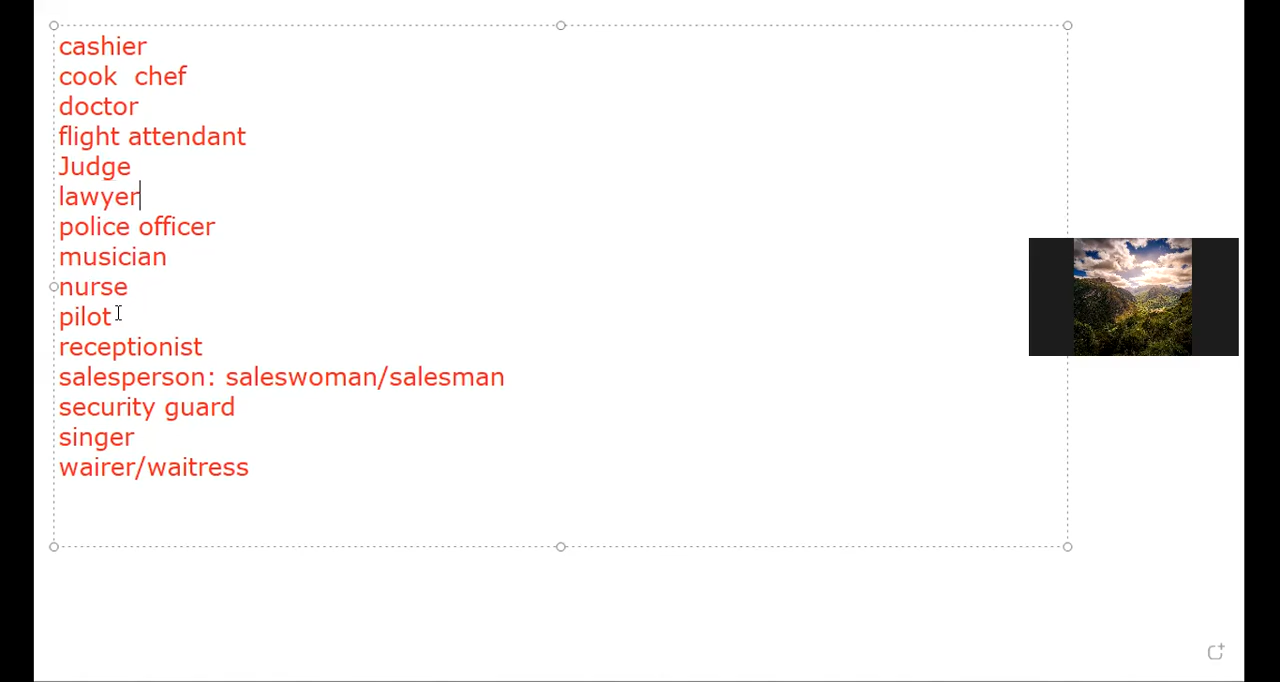 cashier
cook  chef
doctor
flight attendant
Judge
lawyer
police officer
musician
nurse
pilot
receptionist
salesperson: saleswoman/salesman
security guard
singer
wairer/waitress